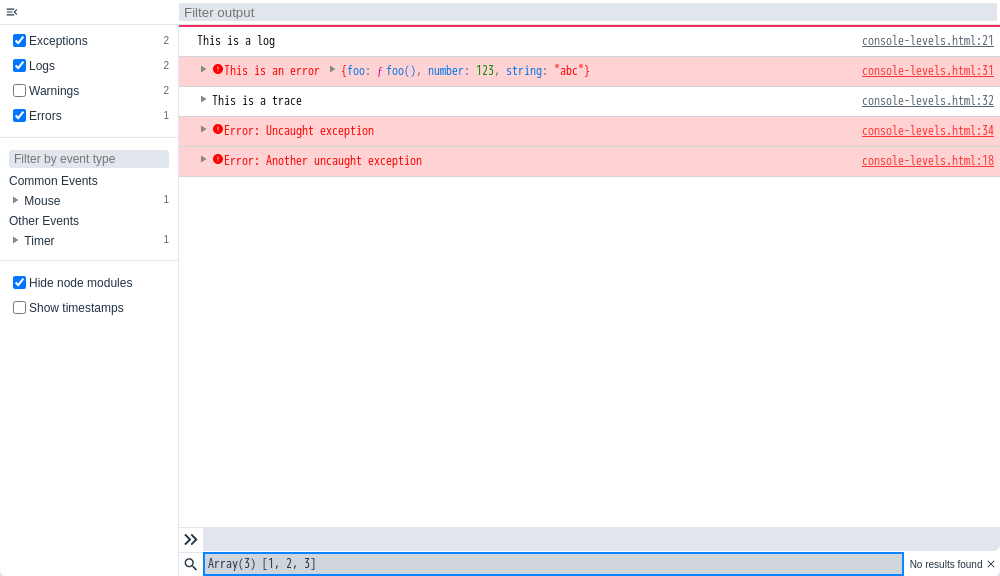 Filter output
Exceptions 2
Logs 2
Warnings 2
Errors 1
Filter by event type
Common Events
Mouse 1
Other Events
Timer 1
Hide node modules
Show timestamps
This is a log console-levels.html:21
This is an error {foo: ƒ foo(), number: 123, string: "abc"} console-levels.html:31
This is a trace console-levels.html:32
Error: Uncaught exception console-levels.html:34
Error: Another uncaught exception console-levels.html:18
Array(3) [1, 2, 3] No results found